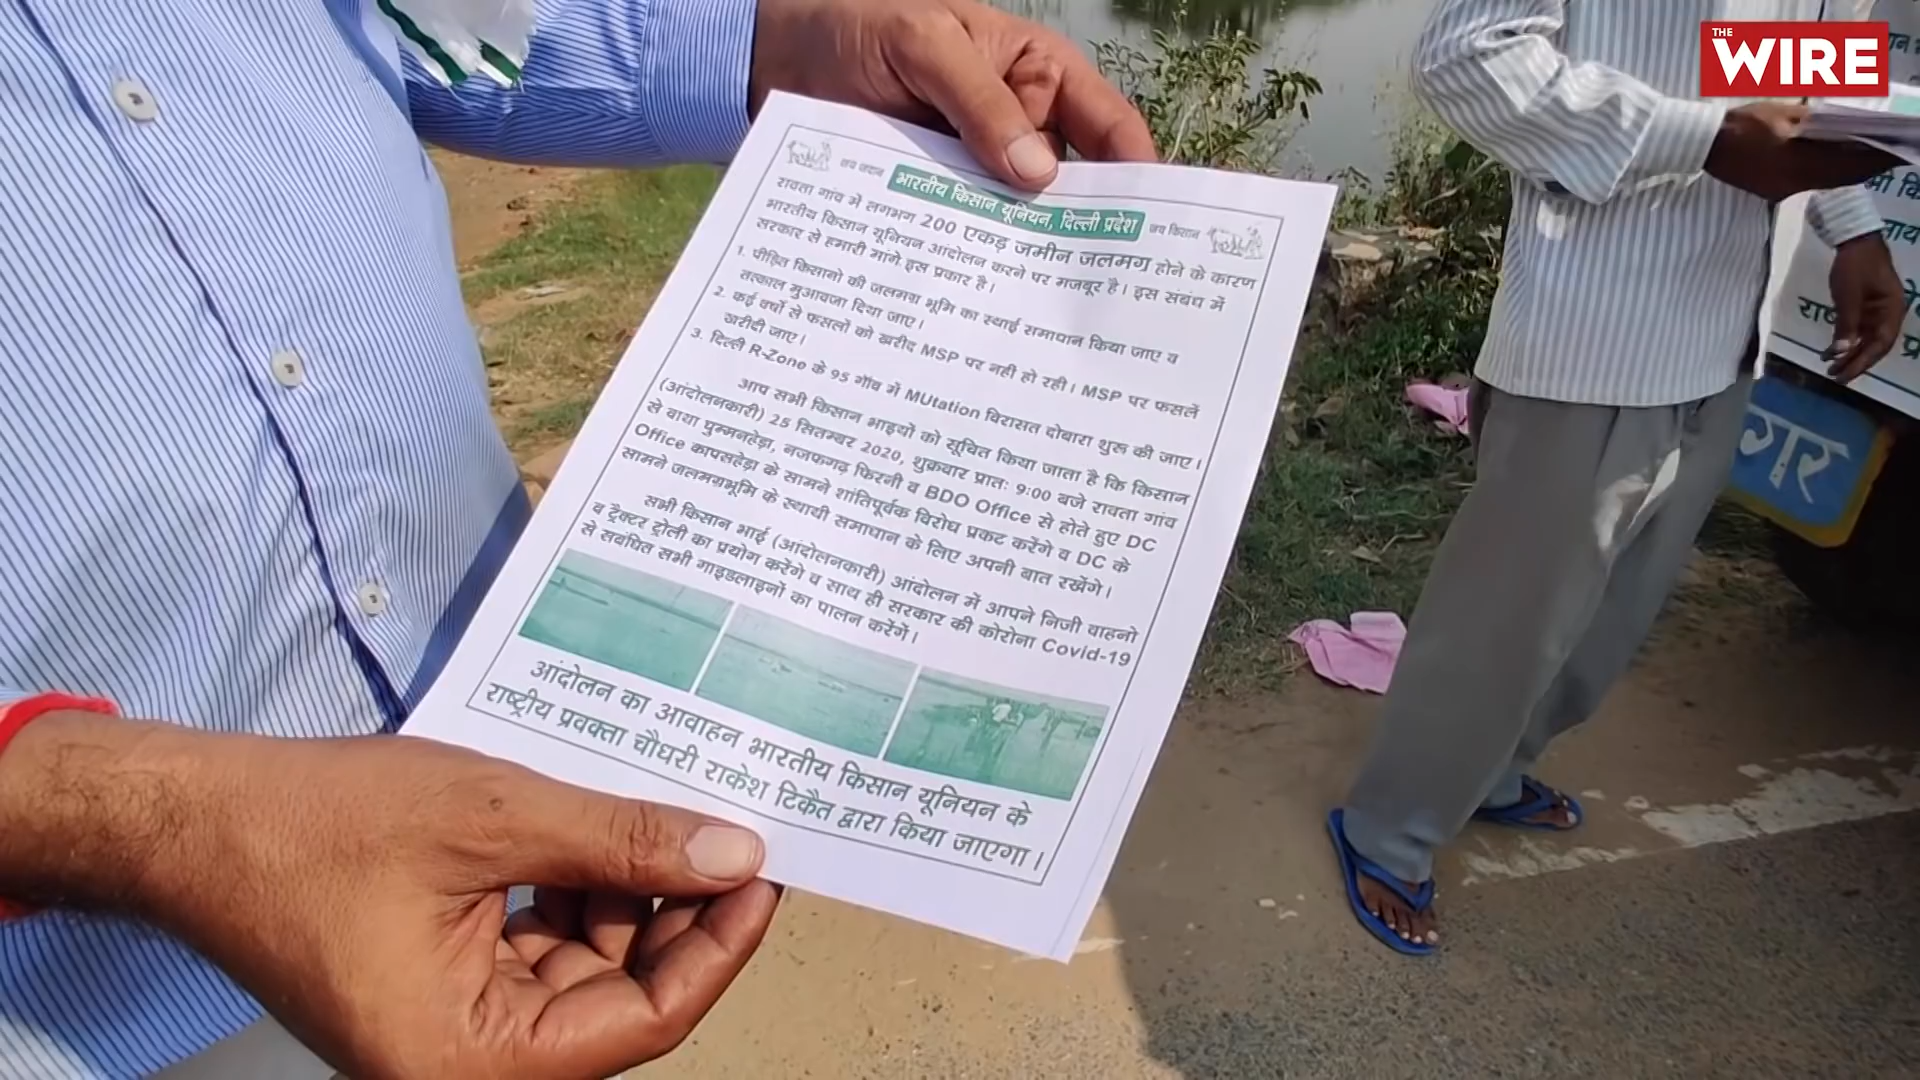 THE
WIRE
जय जवान
भारतीय किसान यूनियन, दिल्ली प्रदेश
जय किसान
रावता गांव में लगभग 200 एकड़ जमीन जलमग्न होने के कारण
भारतीय किसान यूनियन आंदोलन करने पर मजबूर है। इस संबंध में
सरकार से हमारी मांगे इस प्रकार है।
1. पीड़ित किसानो की जलमग्न भूमि का स्थाई समाधान किया जाए व
तत्काल मुआवजा दिया जाए।
2. कई वर्षों से फसलों को खरीद MSP पर नही हो रही। MSP पर फसलें
खरीदी जाए।
3. दिल्ली R-Zone के 95 गाँव में MUtation विरासत दोबारा शुरू की जाए।
आप सभी किसान भाइयों को सूचित किया जाता है कि किसान
(आंदोलनकारी) 25 सितम्बर 2020, शुक्रवार प्रातः 9:00 बजे रावता गांव
से वाया घुम्मनहेड़ा, नजफगढ़ फिरनी व BDO Office से होते हुए DC
Office कापसहेड़ा के सामने शांतिपूर्वक विरोध प्रकट करेंगे व DC के
सामने जलमग्नभूमि के स्थायी समाधान के लिए अपनी बात रखेंगे।
सभी किसान भाई (आंदोलनकारी) आंदोलन में आपने निजी वाहनो
व ट्रैक्टर ट्रोली का प्रयोग करेंगे व साथ ही सरकार की कोरोना Covid-19
से सबंधित सभी गाइडलाइनों का पालन करेंगें।
आंदोलन का आवाहन भारतीय किसान यूनियन के
राष्ट्रीय प्रवक्ता चौधरी राकेश टिकैत द्वारा किया जाएगा।
गर